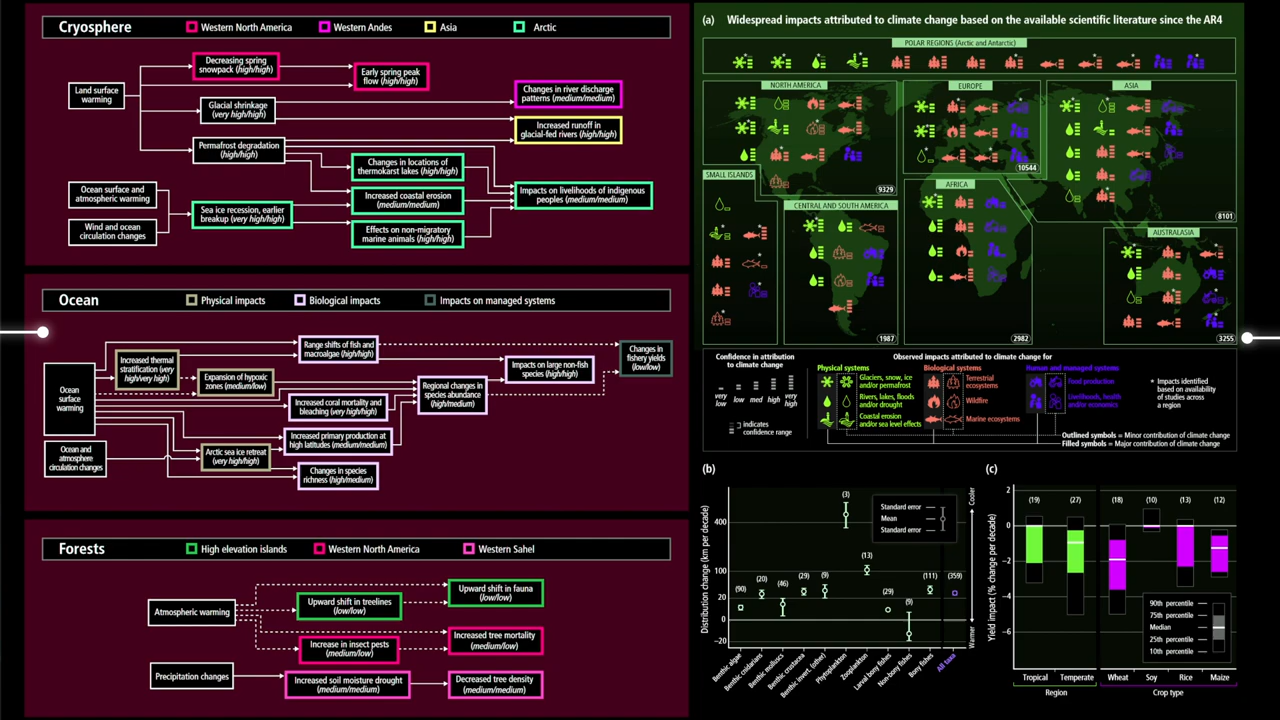 Cryosphere
Western North America
Western Andes
Asia
Arctic
Land surface
warming
Decreasing spring
snowpack (high/high)
Early spring peak
flow (high/high)
Glacial shrinkage
(very high/high)
Changes in river discharge
patterns (medium/medium)
Increased runoff in
glacial-fed rivers (high/high)
Permafrost degradation
(high/high)
Changes in locations of
thermokarst lakes (high/high)
Ocean surface and
atmospheric warming
Increased coastal erosion
(medium/medium)
Impacts on livelihoods of indigenous
peoples (medium/medium)
Sea ice recession, earlier
breakup (very high/high)
Wind and ocean
circulation changes
Effects on non-migratory
marine animals (high/high)
Ocean
Physical impacts
Biological impacts
Impacts on managed systems
Ocean
surface
warming
Increased thermal
stratification (very
high/very high)
Range shifts of fish and
macroalgae (high/high)
Changes in
fishery yields
(low/low)
Expansion of hypoxic
zones (medium/low)
Impacts on large non-fish
species (high/high)
Regional changes in
species abundance
(high/medium)
Increased coral mortality and
bleaching (very high/high)
Increased primary production at
high latitudes (medium/medium)
Ocean and
atmosphere
circulation changes
Arctic sea ice retreat
(very high/high)
Changes in species
richness (high/medium)
Forests
High elevation islands
Western North America
Western Sahel
Atmospheric warming
Upward shift in treelines
(low/low)
Upward shift in fauna
(low/low)
Increase in insect pests
(medium/low)
Increased tree mortality
(medium/low)
Precipitation changes
Increased soil moisture drought
(medium/medium)
Decreased tree density
(medium/medium)
(a) Widespread impacts attributed to climate change based on the available scientific literature since the AR4
POLAR REGIONS (Arctic and Antarctic)
NORTH AMERICA
EUROPE
ASIA
SMALL ISLANDS
10544
9329
AFRICA
CENTRAL AND SOUTH AMERICA
8101
AUSTRALASIA
1987
2982
3255
Confidence in attribution
to climate change
very
low
low
med
high
very
high
indicates
confidence range
Observed impacts attributed to climate change for
Physical systems
Glaciers, snow, ice
and/or permafrost
Rivers, lakes, floods
and/or drought
Coastal erosion
and/or sea level effects
Biological systems
Terrestrial
ecosystems
Wildfire
Marine ecosystems
Human and managed systems
Food production
Livelihoods, health
and/or economics
* Impacts identified
based on availability
of studies across
a region
Outlined symbols = Minor contribution of climate change
Filled symbols = Major contribution of climate change
(b)
Distribution change (km per decade)
400
100
20
0
−20
(90)
(20)
(46)
(29)
(9)
(3)
(13)
(29)
(9)
(111)
(359)
Standard error
Mean
Standard error
Cooler
Warmer
Benthic algae
Benthic cnidarians
Benthic molluscs
Benthic crustacea
Benthic invert. (other)
Phytoplankton
Zooplankton
Larval bony fishes
Non-bony fishes
Bony fishes
All taxa
(c)
Yield impact (% change per decade)
2
0
−2
−4
−6
(19)
(27)
(18)
(10)
(13)
(12)
90th percentile
75th percentile
Median
25th percentile
10th percentile
Tropical
Temperate
Wheat
Soy
Rice
Maize
Region
Crop type